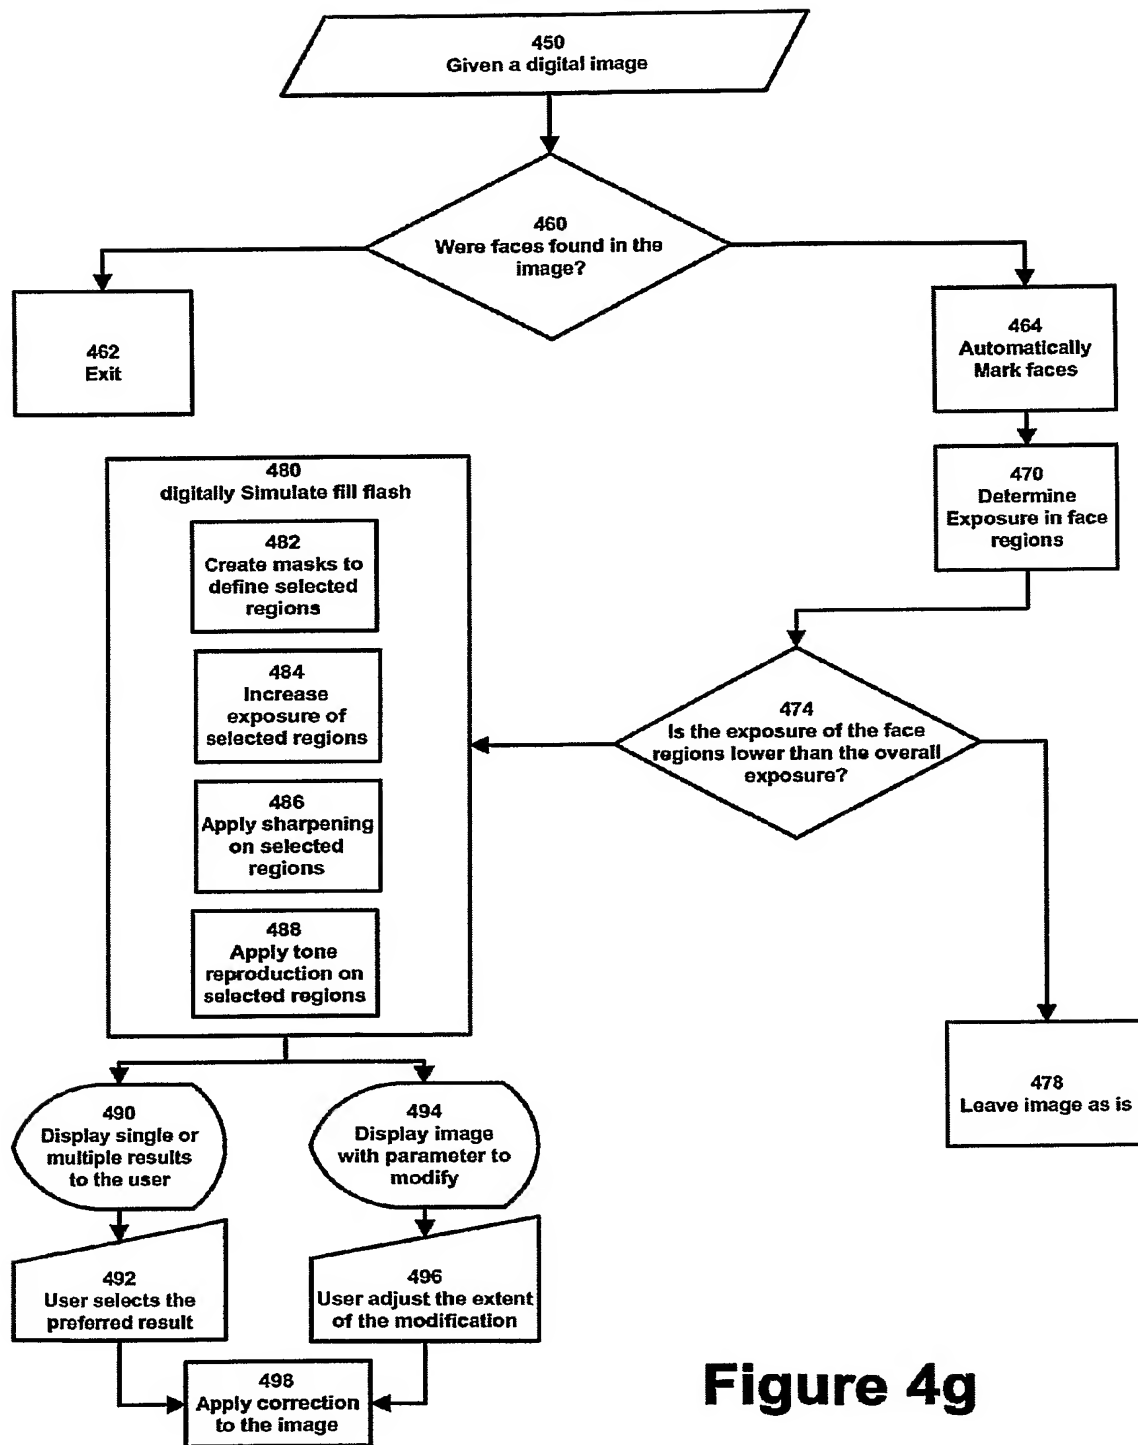 450
Given a digital image
460
Were faces found in the
image?
462
Exit
464
Automatically
Mark faces
470
Determine
Exposure in face
regions
474
Is the exposure of the face
regions lower than the overall
exposure?
478
Leave image as is
480
digitally Simulate fill flash
482
Create masks to
define selected
regions
484
Increase
exposure of
selected regions
486
Apply sharpening
on selected
regions
488
Apply tone
reproduction on
selected regions
490
Display single or
multiple results
to the user
494
Display image
with parameter to
modify
492
User selects the
preferred result
496
User adjust the extent
of the modification
498
Apply correction
to the image
Figure 4g